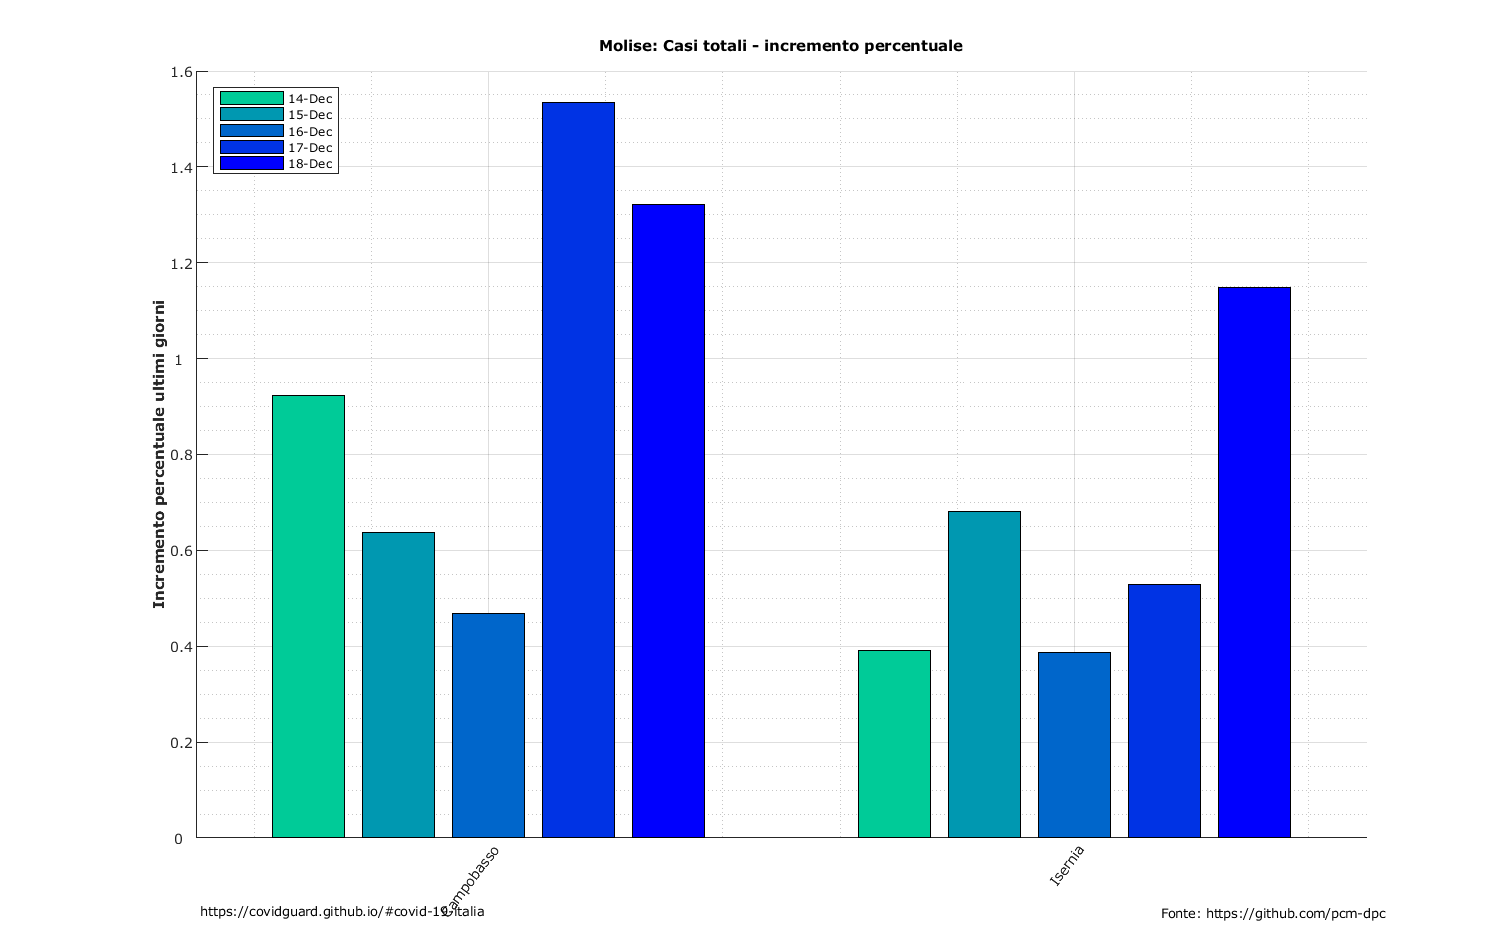 Molise: Casi totali - incremento percentuale
Incremento percentuale ultimi giorni
1.6
1.4
1.2
1
0.8
0.6
0.4
0.2
0
14-Dec
15-Dec
16-Dec
17-Dec
18-Dec
Campobasso
Isernia
https://covidguard.github.io/#covid-19-italia
Fonte: https://github.com/pcm-dpc